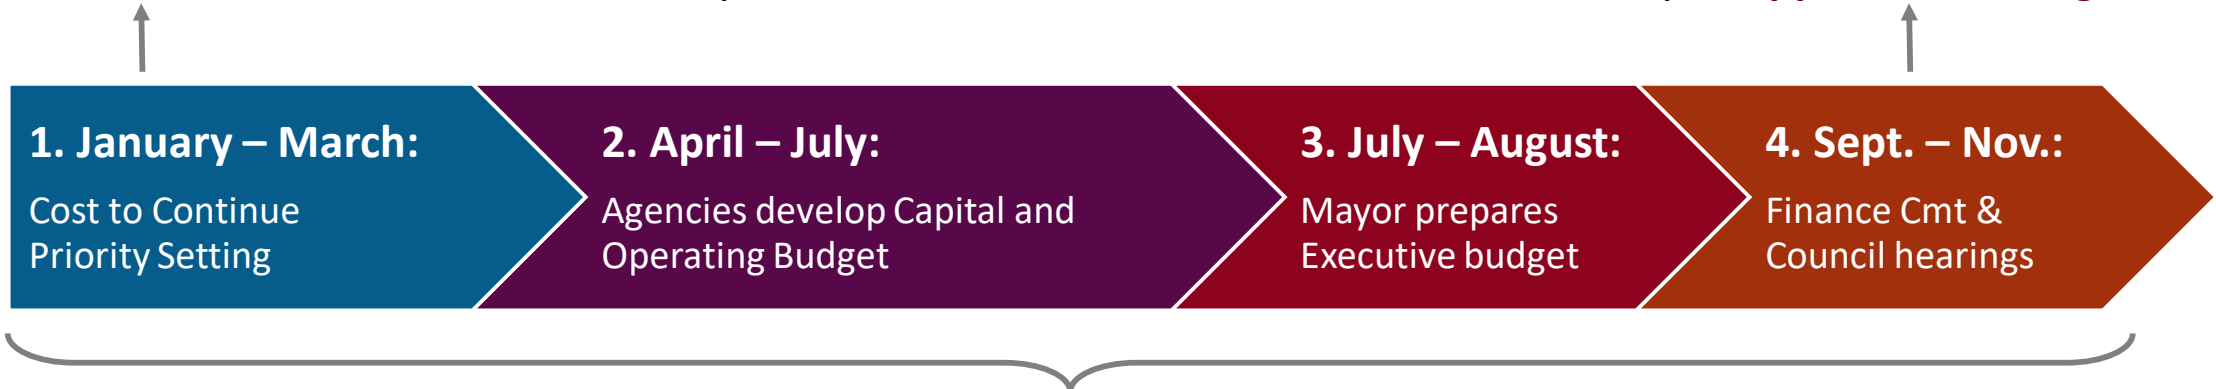 1. January – March:
Cost to Continue
Priority Setting
2. April – July:
Agencies develop Capital and
Operating Budget
3. July – August:
Mayor prepares
Executive budget
4. Sept. – Nov.:
Finance Cmt &
Council hearings